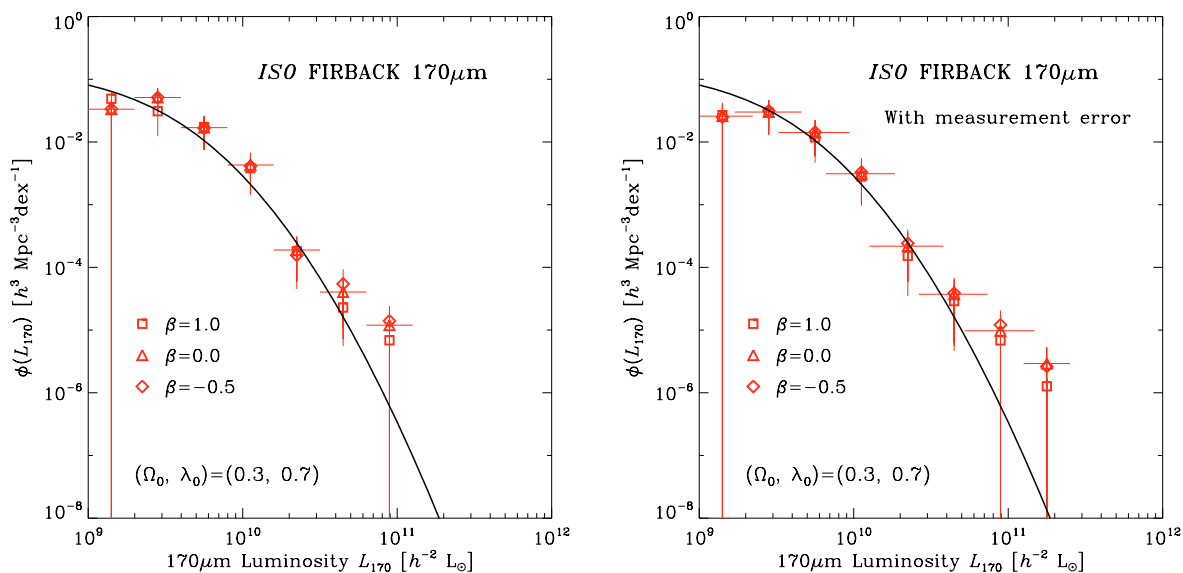 10⁰
10⁻²
10⁻⁴
10⁻⁶
10⁻⁸
ϕ(L₁₇₀) [h³ Mpc⁻³dex⁻¹]
ISO FIRBACK 170μm
β=1.0
β=0.0
β=−0.5
(Ω₀, λ₀)=(0.3, 0.7)
10⁹
10¹⁰
10¹¹
10¹²
170μm Luminosity L₁₇₀ [h⁻² L☉]
10⁰
10⁻²
10⁻⁴
10⁻⁶
10⁻⁸
ϕ(L₁₇₀) [h³ Mpc⁻³dex⁻¹]
ISO FIRBACK 170μm
With measurement error
β=1.0
β=0.0
β=−0.5
(Ω₀, λ₀)=(0.3, 0.7)
10⁹
10¹⁰
10¹¹
10¹²
170μm Luminosity L₁₇₀ [h⁻² L☉]